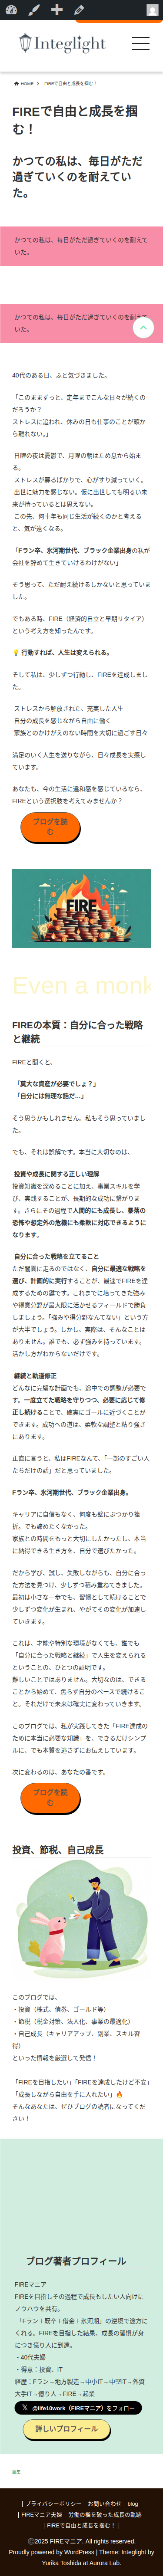 Integlight
HOME > FIREで自由と成長を掴む！
FIREで自由と成長を掴
む！
かつての私は、毎日がただ
過ぎていくのを耐えてい
た。
かつての私は、毎日がただ過ぎていくのを耐えて
いた。
かつての私は、毎日がただ過ぎていくのを耐えて
いた。
40代のある日、ふと気づきました。
「このままずっと、定年までこんな日々が続くの
だろうか？
ストレスに追われ、休みの日も仕事のことが頭か
ら離れない。」
日曜の夜は憂鬱で、月曜の朝はため息から始ま
る。
ストレスが募るばかりで、心がすり減っていく。
出世に魅力を感じない。仮に出世しても明るい未
来が待っているとは思えない。
この先、何十年も同じ生活が続くのかと考える
と、気が遠くなる。
「Fラン卒、氷河期世代、ブラック企業出身の私が
会社を辞めて生きていけるわけがない」
そう思って、ただ耐え続けるしかないと思っていま
した。
でもある時、FIRE（経済的自立と早期リタイア）
という考え方を知ったんです。
💡 行動すれば、人生は変えられる。
そして私は、少しずつ行動し、FIREを達成しまし
た。
ストレスから解放された、充実した人生
自分の成長を感じながら自由に働く
家族とのかけがえのない時間を大切に過ごす日々
満足のいく人生を送りながら、日々成長を実感し
ています。
あなたも、今の生活に違和感を感じているなら、
FIREという選択肢を考えてみませんか？
ブログを読
む
FIRE
Even a monk
FIREの本質：自分に合った戦略
と継続
FIREと聞くと、
「莫大な資産が必要でしょ？」
「自分には無理な話だ…」
そう思うかもしれません。私もそう思っていまし
た。
でも、それは誤解です。本当に大切なのは、
投資や成長に関する正しい理解
投資知識を深めることに加え、事業スキルを学
び、実践することが、長期的な成功に繋がりま
す。さらにその過程で人間的にも成長し、暴落の
恐怖や想定外の危機にも柔軟に対応できるように
なります。
自分に合った戦略を立てること
ただ闇雲に走るのではなく、自分に最適な戦略を
選び、計画的に実行することが、最速でFIREを達
成するための鍵です。これまでに培ってきた強み
や得意分野が最大限に活かせるフィールドで勝負
しましょう。「強みや得分野なんてない」という方
が大半でしょう。しかし、実際は、そんなことは
ありません。誰でも、必ず強みを持っています。
活かし方がわからないだけです。
継続と軌道修正
どんなに完璧な計画でも、途中での調整が必要で
す。一度立てた戦略を守りつつ、必要に応じて修
正し続けることで、確実にゴールに近づくことが
できます。成功への道は、柔軟な調整と粘り強さ
にあります。
正直に言うと、私はFIREなんて、「一部のすごい人
たちだけの話」だと思っていました。
Fラン卒、氷河期世代、ブラック企業出身。
キャリアに自信もなく、何度も壁にぶつかり挫
折。でも諦めたくなかった。
家族との時間をもっと大切にしたかったし、本当
に納得できる生き方を、自分で選びたかった。
だから学び、試し、失敗しながらも、自分に合っ
た方法を見つけ、少しずつ積み重ねてきました。
最初は小さな一歩でも、習慣として続けることで
少しずつ変化が生まれ、やがてその変化が加速し
ていきます。
これは、才能や特別な環境がなくても、誰でも
「自分に合った戦略と継続」で人生を変えられる
ということの、ひとつの証明です。
難しいことではありません。大切なのは、できる
ことから始めて、焦らず自分のペースで続けるこ
と。それだけで未来は確実に変わっていきます。
このブログでは、私が実践してきた「FIRE達成の
ために本当に必要な知識」を、できるだけシンプ
ルに、でも本質を逃さずにお伝えしています。
次に変わるのは、あなたの番です。
ブログを読
む
投資、節税、自己成長
このブログでは、
・投資（株式、債券、ゴールド等）
・節税（税金対策、法人化、事業の最適化）
・自己成長（キャリアアップ、副業、スキル習
得）
といった情報を厳選して発信！
「FIREを目指したい」「FIREを達成したけど不安」
「成長しながら自由を手に入れたい」🔥
そんなあなたは、ぜひブログの読者になってくだ
さい！
ブログ著者プロフィール
FIREマニア
FIREを目指しその過程で成長もしたい人向けに
ノウハウを共有。
「Fラン＋既卒＋借金＋氷河期」の逆境で途方に
くれる。FIREを目指した結果、成長の習慣が身
につき億り人に到達。
・40代夫婦
・得意：投資、IT
経歴：Fラン→地方製造→中小IT→中堅IT→外資
大手IT→億り人→FIRE→起業
@life10work（FIREマニア）をフォロー
詳しいプロフィール
編集
| プライバシーポリシー | お問い合わせ | blog
| FIREマニア夫婦 – 労働の檻を破った成長の軌跡
| FIREで自由と成長を掴む！ |
©2025 FIREマニア. All rights reserved.
Proudly powered by WordPress | Theme: Integlight by
Yurika Toshida at Aurora Lab.